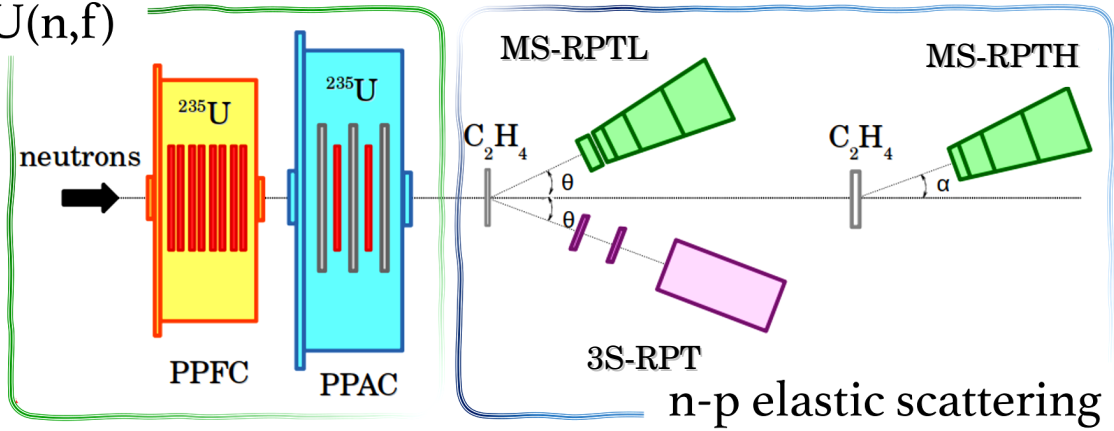 U(n,f)
neutrons
²³⁵U
PPFC
²³⁵U
PPAC
C₂H₄
MS-RPTL
θ
θ
3S-RPT
C₂H₄
MS-RPTH
α
n-p elastic scattering